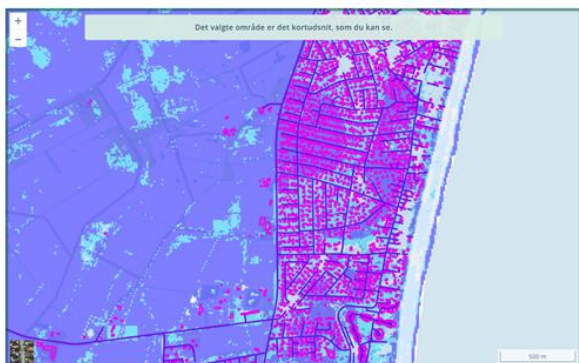 +
Det valgte område er det kortudsnit, som du kan se.
−
500 m